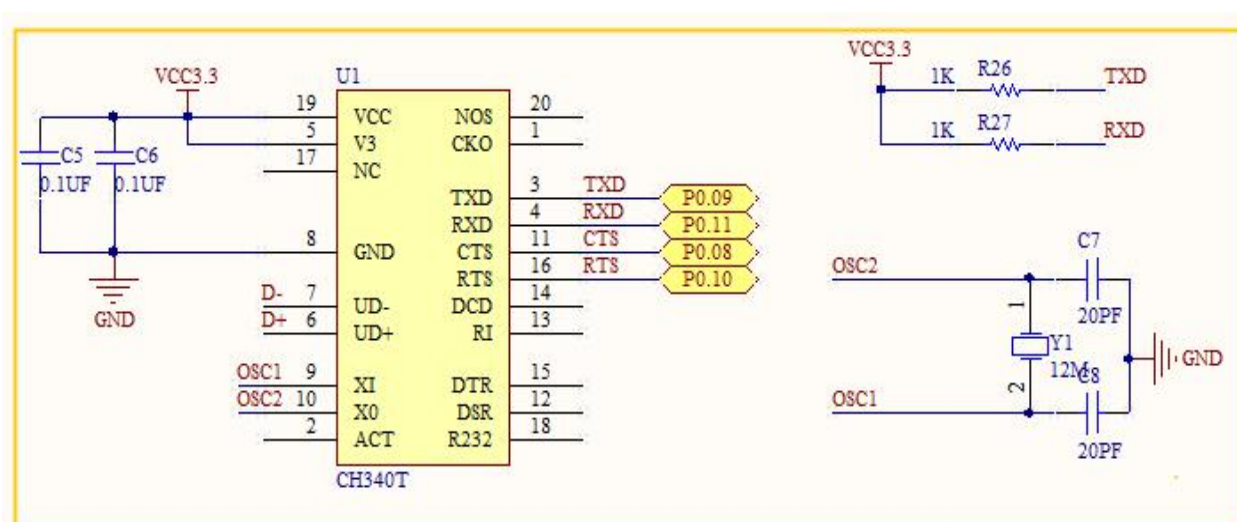 VCC3.3
U1
19 VCC NOS 20
5 V3 CKO 1
17 NC
C5 C6
0.1UF 0.1UF
TXD 3 TXD P0.09
RXD 4 RXD P0.11
8 GND CTS 11 CTS P0.08
RTS 16 RTS P0.10
GND
D- 7 UD- DCD 14
D+ 6 UD+ RI 13
OSC1 9 XI DTR 15
OSC2 10 X0 DSR 12
2 ACT R232 18
CH340T
VCC3.3
1K R26 TXD
1K R27 RXD
OSC2
C7
20PF
1
Y1
12M
2
GND
OSC1
C8
20PF